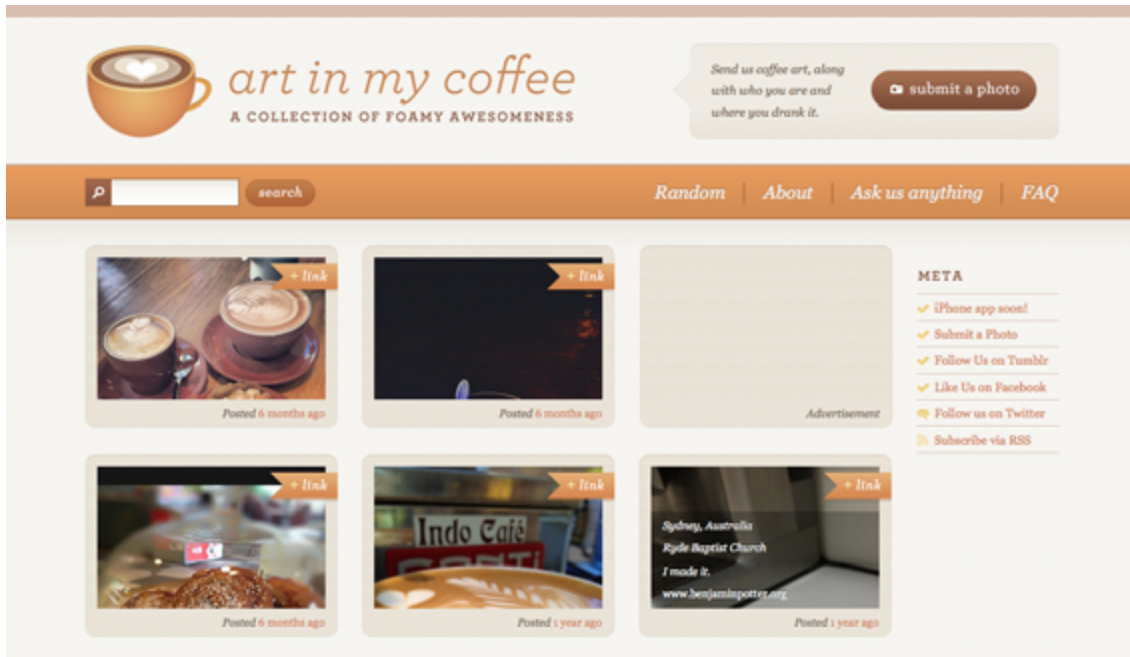 art in my coffee
A COLLECTION OF FOAMY AWESOMENESS
Send us coffee art, along
with who you are and
where you drank it.
submit a photo
search
Random
About
Ask us anything
FAQ
+ link
Posted 6 months ago
+ link
Posted 6 months ago
Advertisement
META
iPhone app soon!
Submit a Photo
Follow Us on Tumblr
Like Us on Facebook
Follow us on Twitter
Subscribe via RSS
+ link
Posted 6 months ago
+ link
Indo Café
Posted 1 year ago
+ link
Sydney, Australia
Ryde Baptist Church
I made it.
www.benjaminpotter.org
Posted 1 year ago